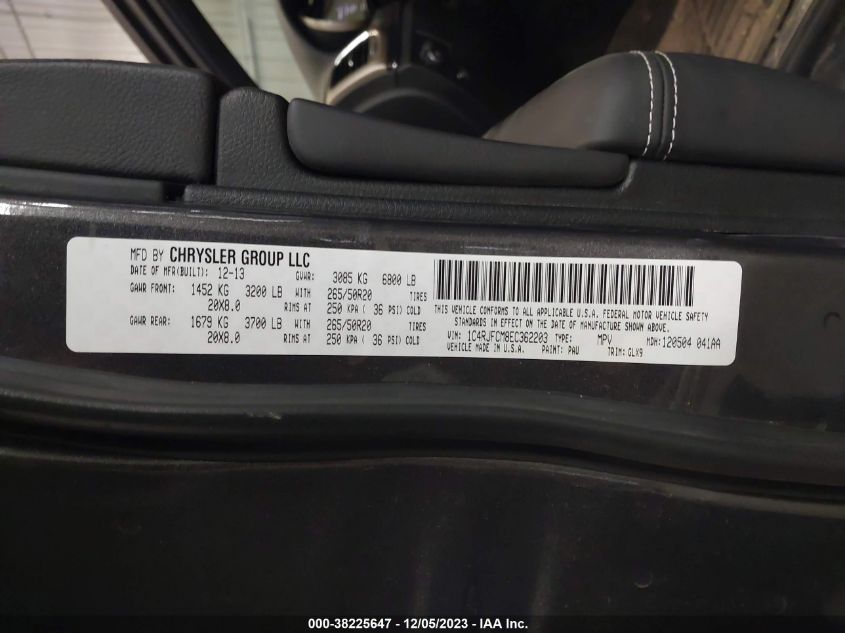 MFD BY CHRYSLER GROUP LLC
DATE OF MFR(BUILT): 12-13 GVWR: 3085 KG 6800 LB
GAWR FRONT: 1452 KG 3200 LB WITH 265/50R20 TIRES
20X8.0 RIMS AT 250 KPA ( 36 PSI) COLD
GAWR REAR: 1679 KG 3700 LB WITH 265/50R20 TIRES
20X8.0 RIMS AT 250 KPA ( 36 PSI) COLD
THIS VEHICLE CONFORMS TO ALL APPLICABLE U.S.A. FEDERAL MOTOR VEHICLE SAFETY
STANDARDS IN EFFECT ON THE DATE OF MANUFACTURE SHOWN ABOVE.
VIN: 1C4RJFCM8EC362203 TYPE: MPV MDH:120504 041AA
VEHICLE MADE IN U.S.A. PAINT: PAU TRIM: GLX9
000-38225647 - 12/05/2023 - IAA Inc.